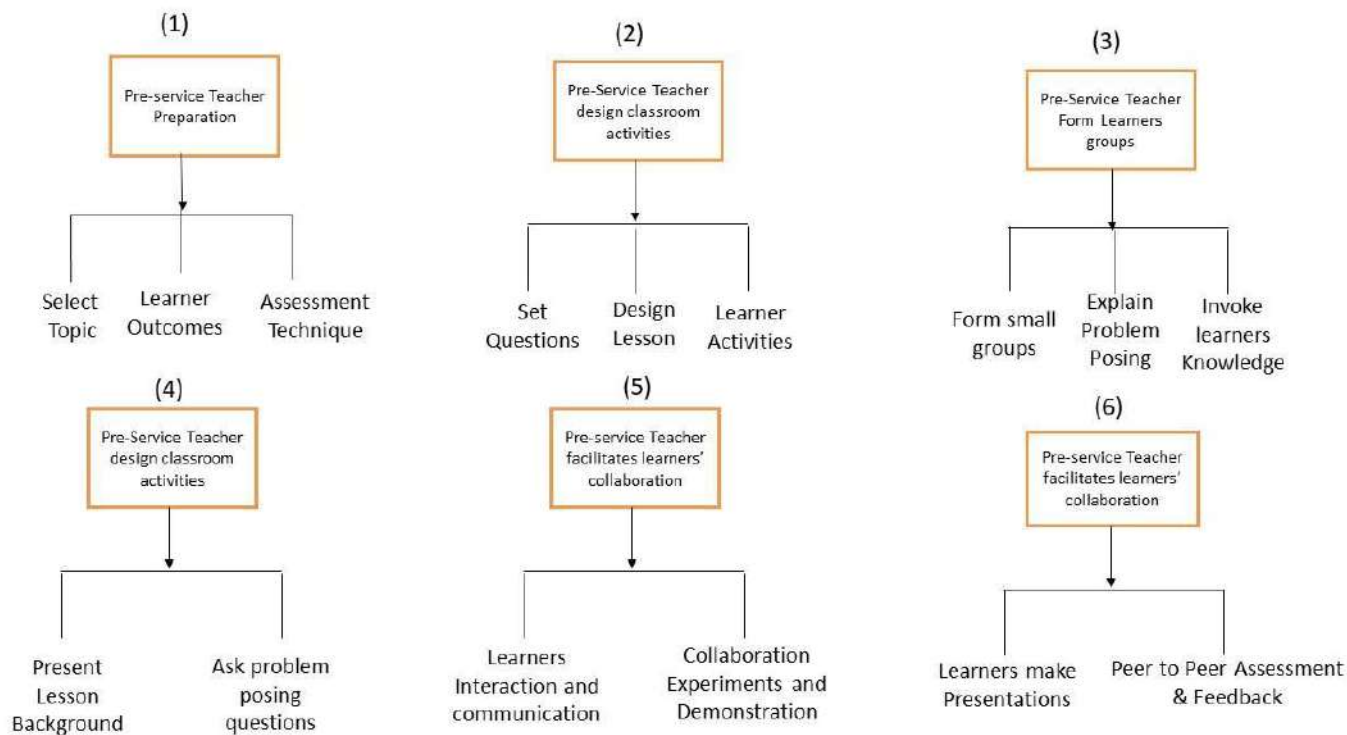 (1)
Pre-service Teacher
Preparation
Select
Topic
Learner
Outcomes
Assessment
Technique
(2)
Pre-Service Teacher
design classroom
activities
Set
Questions
Design
Lesson
Learner
Activities
(3)
Pre-Service Teacher
Form Learners
groups
Form small
groups
Explain
Problem
Posing
Invoke
learners
Knowledge
(4)
Pre-Service Teacher
design classroom
activities
Present
Lesson
Background
Ask problem
posing
questions
(5)
Pre-service Teacher
facilitates learners’
collaboration
Learners
Interaction and
communication
Collaboration
Experiments and
Demonstration
(6)
Pre-service Teacher
facilitates learners’
collaboration
Learners make
Presentations
Peer to Peer Assessment
& Feedback